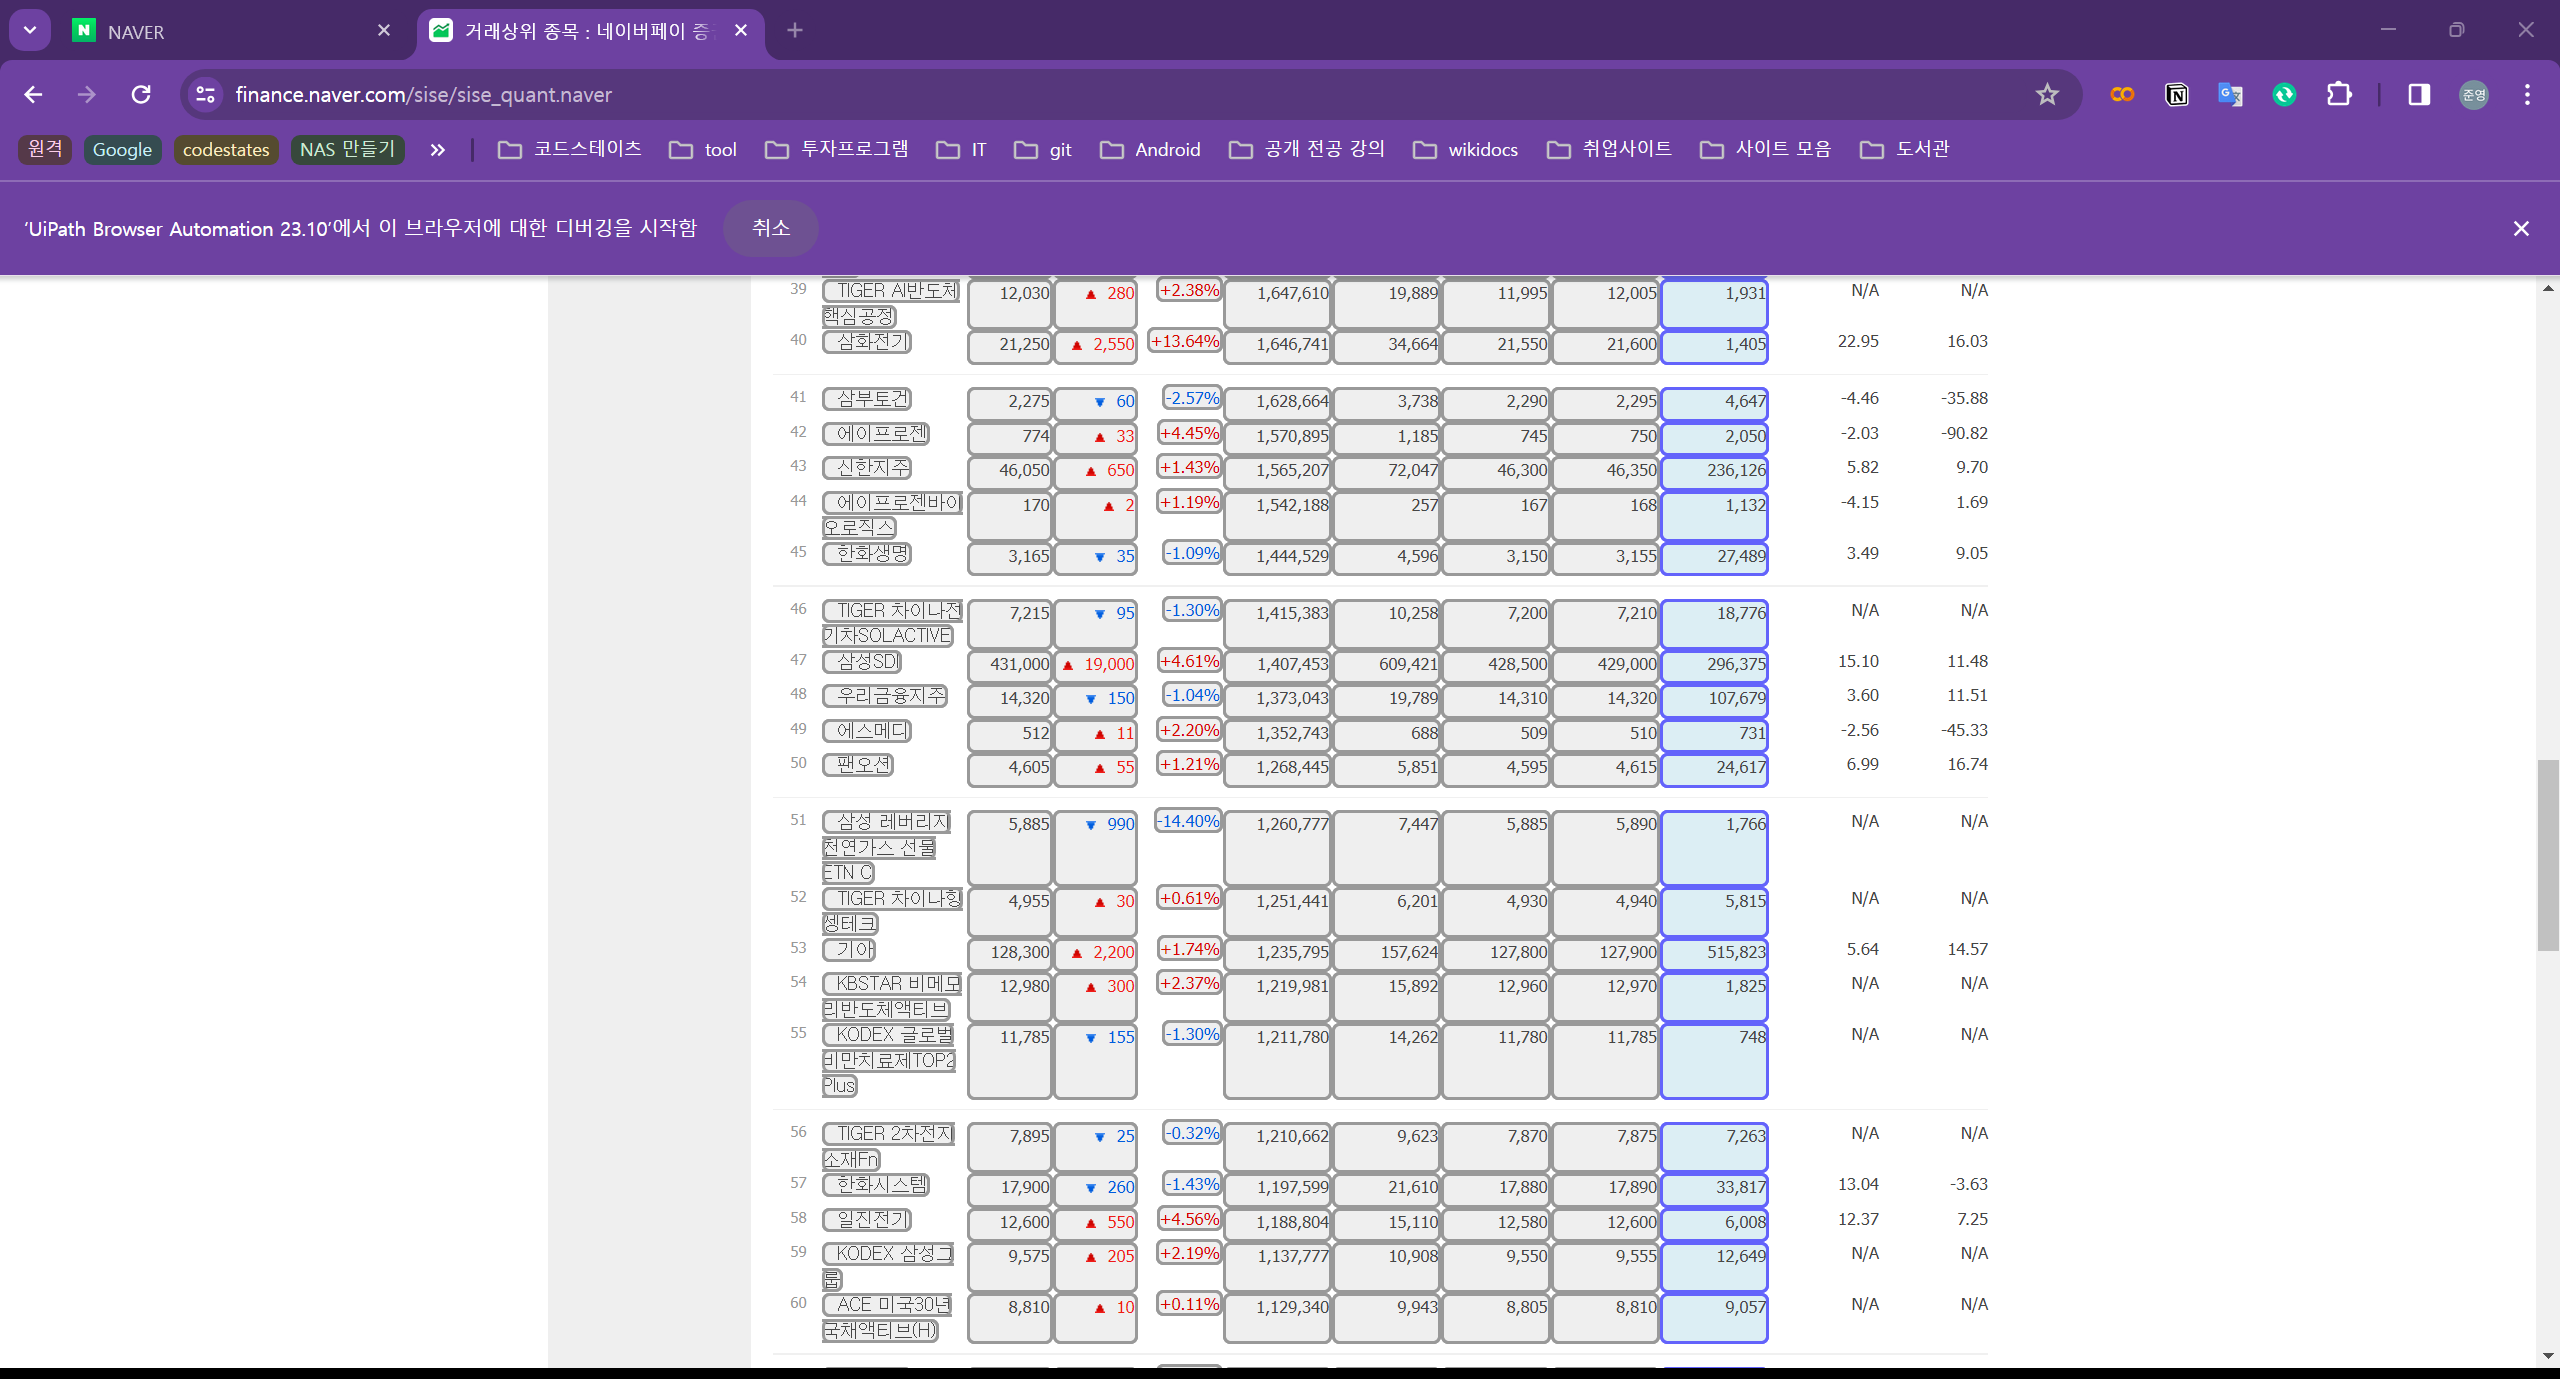 NAVER
거래상위 종목 : 네이버페이 증
finance.naver.com/sise/sise_quant.naver
준영
원격 Google codestates NAS 만들기 코드스테이츠 tool 투자프로그램 IT git Android 공개 전공 강의 wikidocs 취업사이트 사이트 모음 도서관
'UiPath Browser Automation 23.10'에서 이 브라우저에 대한 디버깅을 시작함 취소
39 TIGER AI반도체 12,030 ▲ 280 +2.38% 1,647,610 19,889 11,995 12,005 1,931 N/A N/A
핵심공정
40 삼화전기 21,250 ▲ 2,550 +13.64% 1,646,741 34,664 21,550 21,600 1,405 22.95 16.03
41 삼부토건 2,275 ▼ 60 -2.57% 1,628,664 3,738 2,290 2,295 4,647 -4.46 -35.88
42 에이프로젠 774 ▲ 33 +4.45% 1,570,895 1,185 745 750 2,050 -2.03 -90.82
43 신한지주 46,050 ▲ 650 +1.43% 1,565,207 72,047 46,300 46,350 236,126 5.82 9.70
44 에이프로젠바이 170 ▲ 2 +1.19% 1,542,188 257 167 168 1,132 -4.15 1.69
오로직스
45 한화생명 3,165 ▼ 35 -1.09% 1,444,529 4,596 3,150 3,155 27,489 3.49 9.05
46 TIGER 차이나전 7,215 ▼ 95 -1.30% 1,415,383 10,258 7,200 7,210 18,776 N/A N/A
기차SOLACTIVE
47 삼성SDI 431,000 ▲ 19,000 +4.61% 1,407,453 609,421 428,500 429,000 296,375 15.10 11.48
48 우리금융지주 14,320 ▼ 150 -1.04% 1,373,043 19,789 14,310 14,320 107,679 3.60 11.51
49 에스메디 512 ▲ 11 +2.20% 1,352,743 688 509 510 731 -2.56 -45.33
50 팬오션 4,605 ▲ 55 +1.21% 1,268,445 5,851 4,595 4,615 24,617 6.99 16.74
51 삼성 레버리지 5,885 ▼ 990 -14.40% 1,260,777 7,447 5,885 5,890 1,766 N/A N/A
천연가스 선물
ETN C
52 TIGER 차이나항 4,955 ▲ 30 +0.61% 1,251,441 6,201 4,930 4,940 5,815 N/A N/A
셍테크
53 기아 128,300 ▲ 2,200 +1.74% 1,235,795 157,624 127,800 127,900 515,823 5.64 14.57
54 KBSTAR 비메모 12,980 ▲ 300 +2.37% 1,219,981 15,892 12,960 12,970 1,825 N/A N/A
리반도체액티브
55 KODEX 글로벌 11,785 ▼ 155 -1.30% 1,211,780 14,262 11,780 11,785 748 N/A N/A
비만치료제TOP2
Plus
56 TIGER 2차전지 7,895 ▼ 25 -0.32% 1,210,662 9,623 7,870 7,875 7,263 N/A N/A
소재Fn
57 한화시스템 17,900 ▼ 260 -1.43% 1,197,599 21,610 17,880 17,890 33,817 13.04 -3.63
58 일진전기 12,600 ▲ 550 +4.56% 1,188,804 15,110 12,580 12,600 6,008 12.37 7.25
59 KODEX 삼성그 9,575 ▲ 205 +2.19% 1,137,777 10,908 9,550 9,555 12,649 N/A N/A
룹
60 ACE 미국30년 8,810 ▲ 10 +0.11% 1,129,340 9,943 8,805 8,810 9,057 N/A N/A
국채액티브(H)